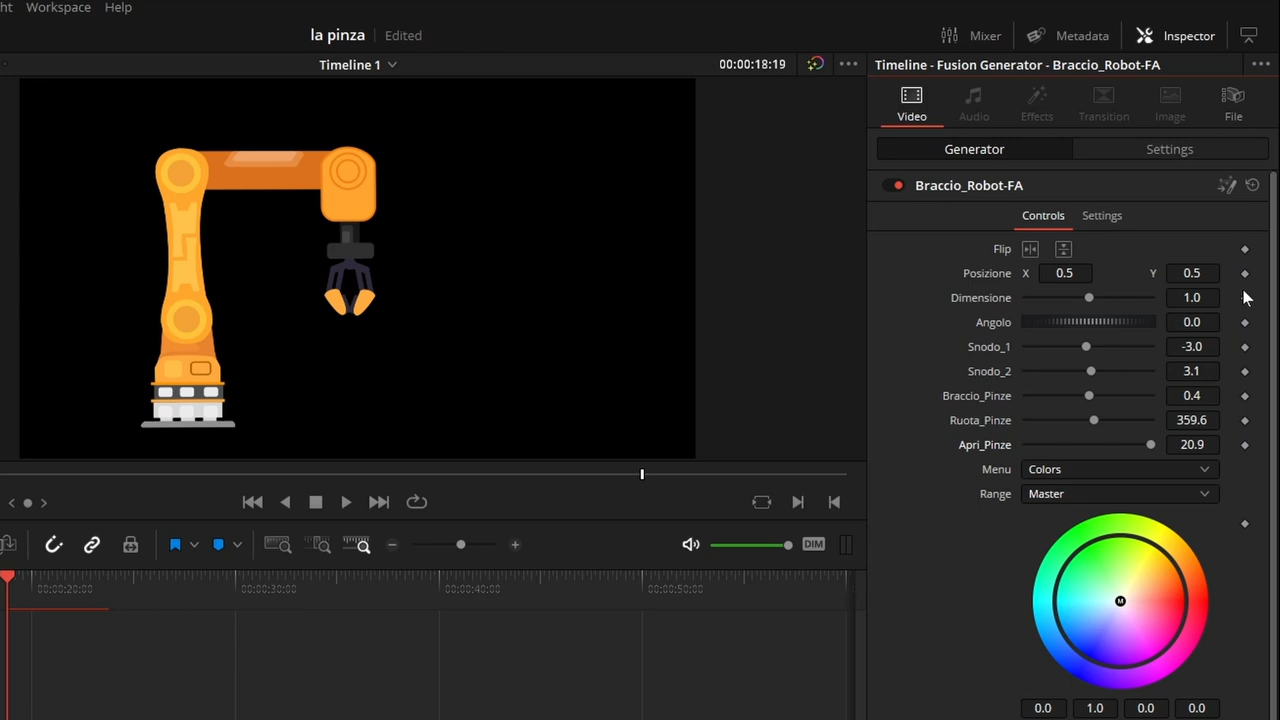 ht Workspace Help
la pinza Edited
Mixer Metadata Inspector
Timeline 1 00:00:18:19
Timeline - Fusion Generator - Braccio_Robot-FA
Video Audio Effects Transition Image File
Generator Settings
Braccio_Robot-FA
Controls Settings
Flip
Posizione X 0.5 Y 0.5
Dimensione 1.0
Angolo 0.0
Snodo_1 -3.0
Snodo_2 3.1
Braccio_Pinze 0.4
Ruota_Pinze 359.6
Apri_Pinze 20.9
Menu Colors
Range Master
DIM
00:00:20:00 00:00:30:00 00:00:40:00 00:00:50:00
M
0.0 1.0 0.0 0.0